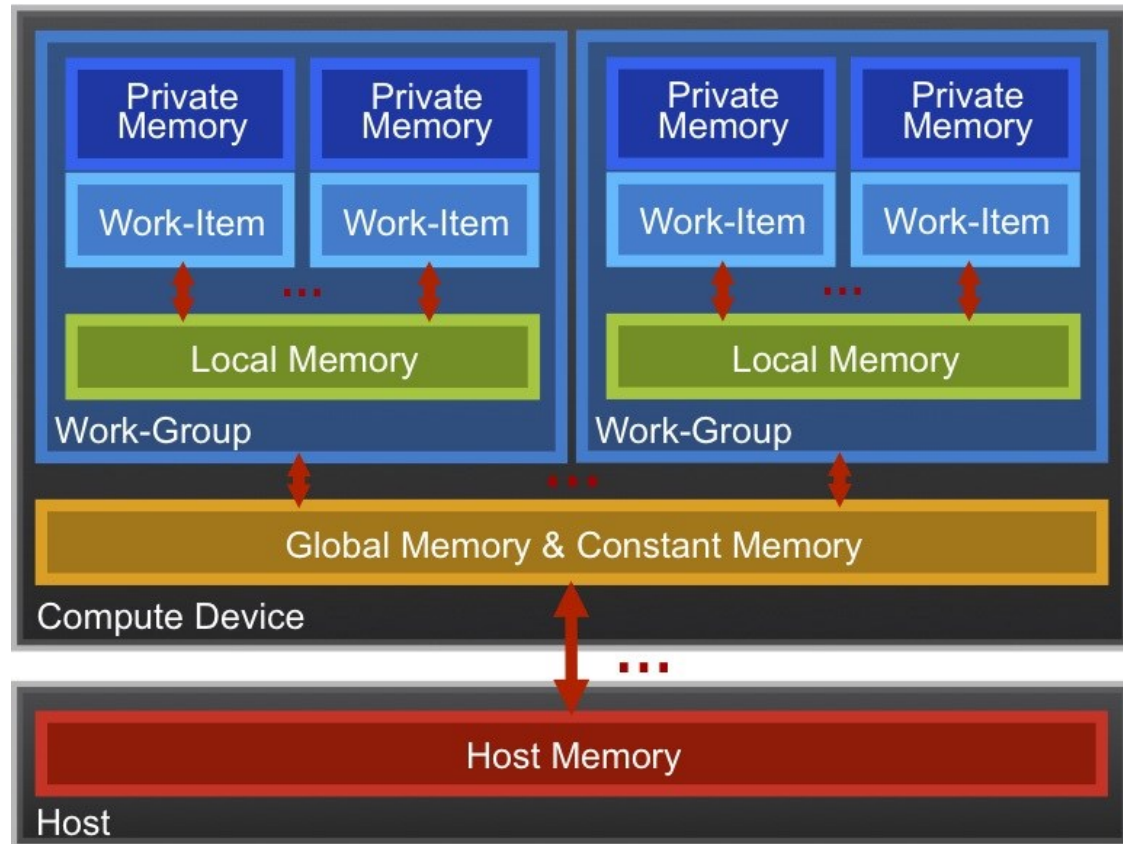 Private
Memory
Private
Memory
Private
Memory
Private
Memory
Work-Item
Work-Item
Work-Item
Work-Item
...
...
Local Memory
Local Memory
Work-Group
Work-Group
...
Global Memory & Constant Memory
Compute Device
...
Host Memory
Host